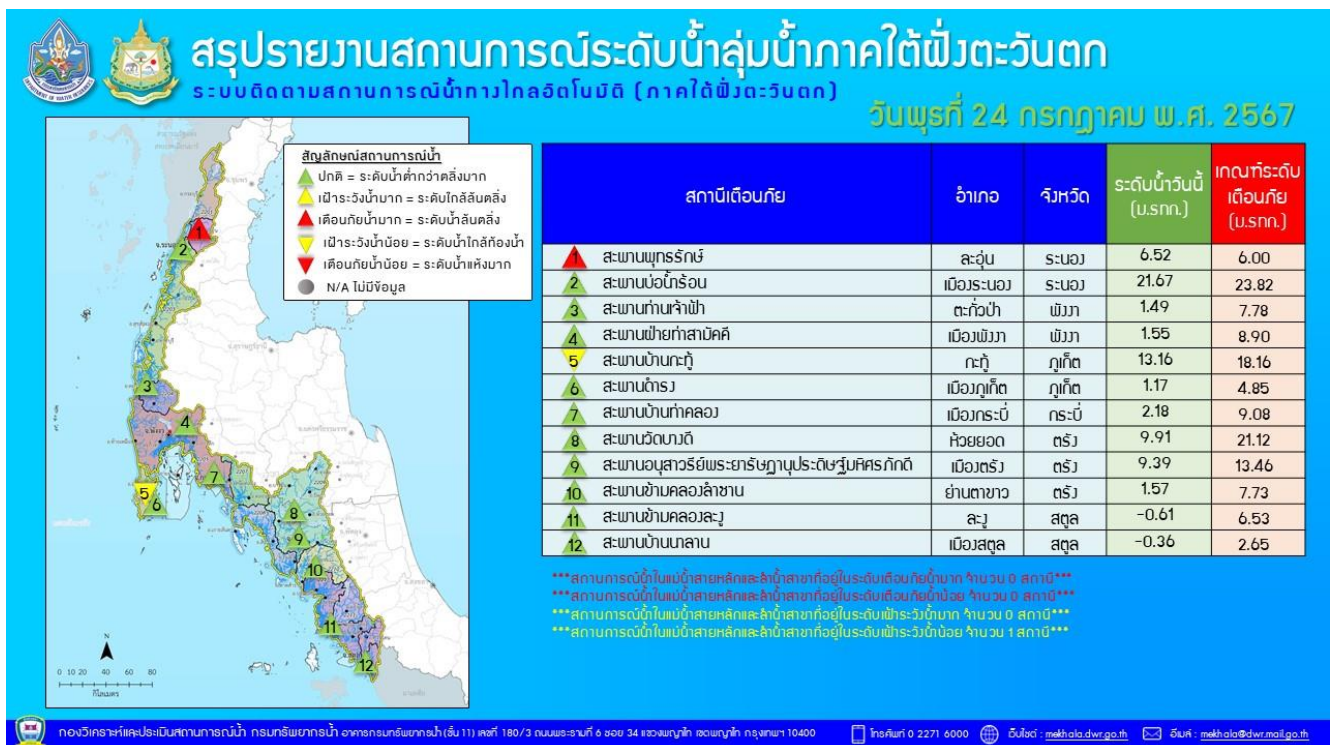 สรุปรายงานสถานการณ์ระดับน้ำลุ่มน้ำภาคใต้ฝั่งตะวันตก
ระบบติดตามสถานการณ์น้ำทางไกลอัตโนมัติ (ภาคใต้ฝั่งตะวันตก)
วันพุธที่ 24 กรกฎาคม พ.ศ. 2567
สัญลักษณ์สถานการณ์น้ำ
ปกติ = ระดับน้ำต่ำกว่าตลิ่งมาก
เฝ้าระวังน้ำมาก = ระดับใกล้ล้นตลิ่ง
เตือนภัยน้ำมาก = ระดับน้ำล้นตลิ่ง
เฝ้าระวังน้ำน้อย = ระดับน้ำใกล้ท้องน้ำ
เตือนภัยน้ำน้อย = ระดับน้ำแห้งมาก
N/A ไม่มีข้อมูล
1
2
3
4
5
6
7
8
9
10
11
12
N
0 10 20 40 60 80
กิโลเมตร
สถานีเตือนภัย อำเภอ จังหวัด ระดับน้ำวันนี้ (ม.รทก.) เกณฑ์ระดับเตือนภัย (ม.รทก.)
1 สะพานพุทธรักษ์ ละอุ่น ระนอง 6.52 6.00
2 สะพานบ่อน้ำร้อน เมืองระนอง ระนอง 21.67 23.82
3 สะพานท่านเจ้าฟ้า ตะกั่วป่า พังงา 1.49 7.78
4 สะพานฝ่ายท่าสามัคคี เมืองพังงา พังงา 1.55 8.90
5 สะพานบ้านกะทู้ กะทู้ ภูเก็ต 13.16 18.16
6 สะพานดำรง เมืองภูเก็ต ภูเก็ต 1.17 4.85
7 สะพานบ้านท่าคลอง เมืองกระบี่ กระบี่ 2.18 9.08
8 สะพานวัดบางดี ห้วยยอด ตรัง 9.91 21.12
9 สะพานอนุสาวรีย์พระยารัษฎานุประดิษฐ์มหิศรภักดี เมืองตรัง ตรัง 9.39 13.46
10 สะพานข้ามคลองลำชาน ย่านตาขาว ตรัง 1.57 7.73
11 สะพานข้ามคลองละงู ละงู สตูล -0.61 6.53
12 สะพานบ้านนาลาน เมืองสตูล สตูล -0.36 2.65
***สถานการณ์น้ำในแม่น้ำสายหลักและลำน้ำสาขาที่อยู่ในระดับเตือนภัยน้ำมาก จำนวน 0 สถานี***
***สถานการณ์น้ำในแม่น้ำสายหลักและลำน้ำสาขาที่อยู่ในระดับเตือนภัยน้ำน้อย จำนวน 0 สถานี***
***สถานการณ์น้ำในแม่น้ำสายหลักและลำน้ำสาขาที่อยู่ในระดับเฝ้าระวังน้ำมาก จำนวน 0 สถานี***
***สถานการณ์น้ำในแม่น้ำสายหลักและลำน้ำสาขาที่อยู่ในระดับเฝ้าระวังน้ำน้อย จำนวน 1 สถานี***
กองวิเคราะห์และประเมินสถานการณ์น้ำ กรมทรัพยากรน้ำ อาคารกรมทรัพยากรน้ำ (ชั้น 11) เลขที่ 180/3 ถนนพระรามที่ 6 ซอย 34 แขวงพญาไท เขตพญาไท กรุงเทพฯ 10400 โทรศัพท์ 0 2271 6000 เว็บไซต์ : mekhala.dwr.go.th อีเมล์ : mekhala@dwr.mail.go.th